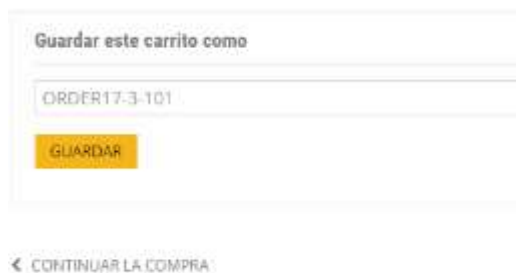 Guardar este carrito como
ORDER17-3-101
GUARDAR
CONTINUAR LA COMPRA